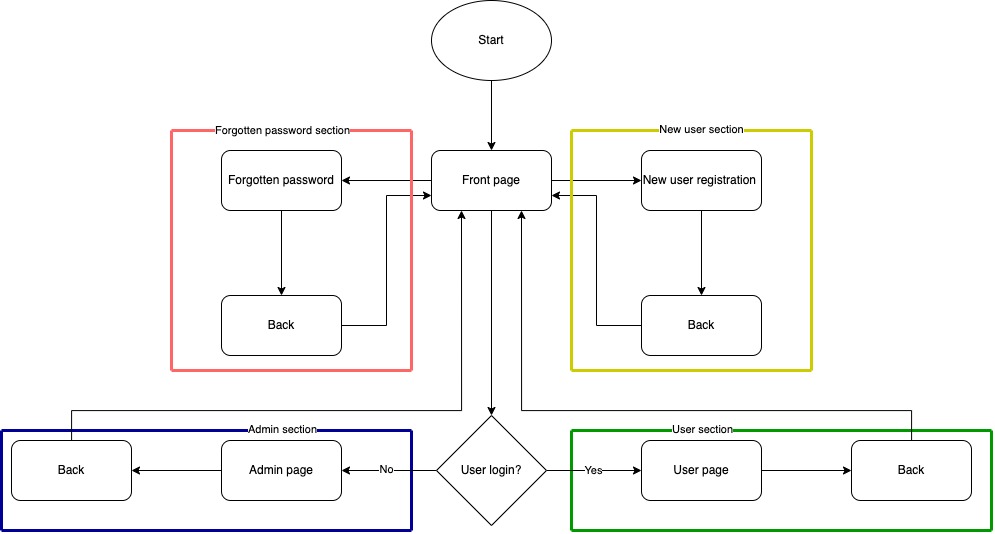 Start
Forgotten password section
New user section
Forgotten password
Front page
New user registration
Back
Back
Admin section
User section
Back
Admin page
No
User login?
Yes
User page
Back